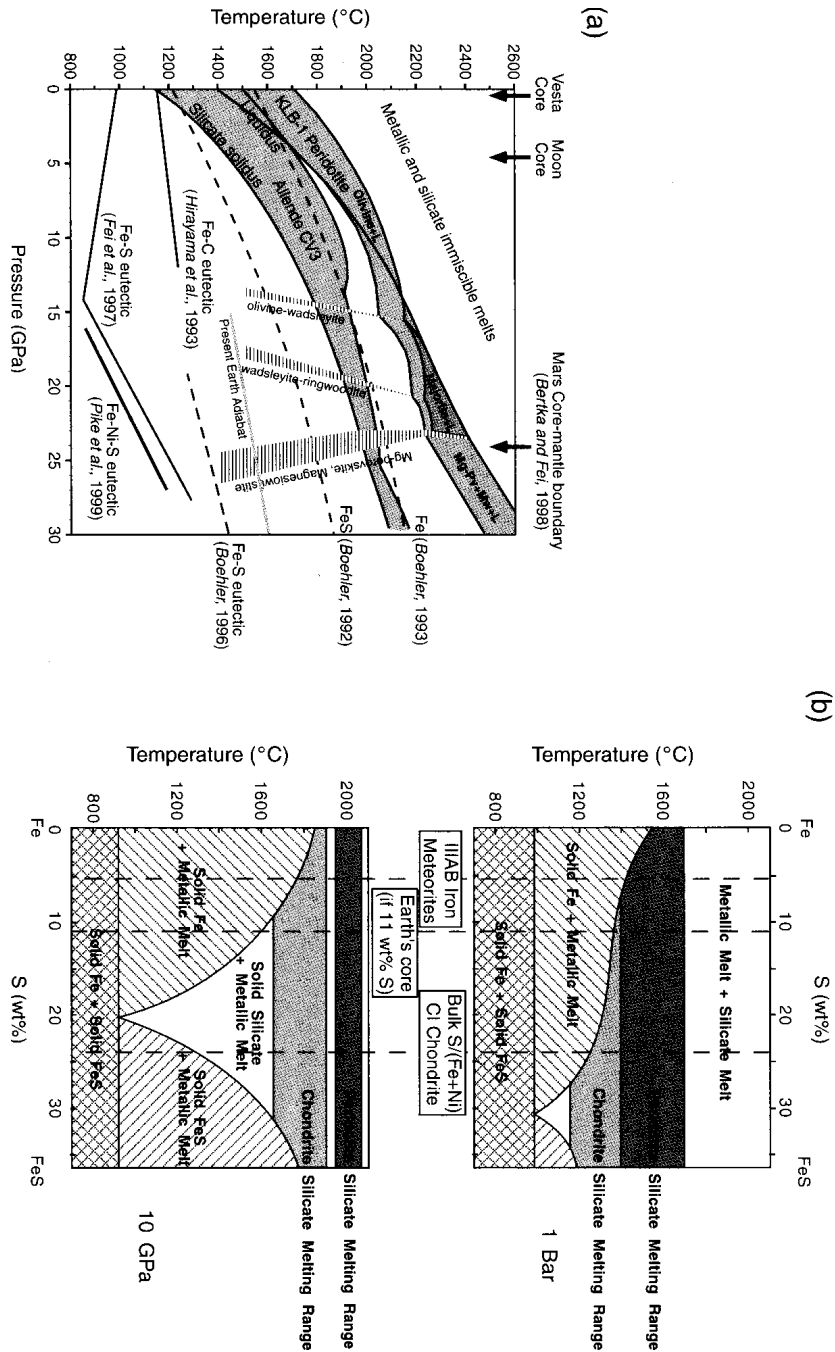 (a)
Temperature (°C)
2600
2400
2200
2000
1800
1600
1400
1200
1000
800
0
5
10
15
20
25
30
Pressure (GPa)
Vesta
Core
Moon
Core
Mars Core-mantle boundary
(Bertka and Fei, 1998)
Metallic and silicate immiscible melts
KLB-1 Peridotite
Olivine+L
Mg-Pv+Mw+L
Liquidus
Allende CV3
Silicate solidus
olivine-wadsleyite
wadsleyite-ringwoodite
Mg-perovskite, Magnesiowüstite
Present Earth Adiabat
Fe (Boehler, 1993)
FeS (Boehler, 1992)
Fe-S eutectic
(Boehler, 1996)
Fe-C eutectic
(Hirayama et al., 1993)
Fe-S eutectic
(Fei et al., 1997)
Fe-Ni-S eutectic
(Pike et al., 1999)
(b)
Temperature (°C)
2000
1600
1200
800
0
10
20
30
Fe
S (wt%)
FeS
Metallic Melt + Silicate Melt
Chondrite
Solid Fe + Metallic Melt
Solid Fe + Solid FeS
Silicate Melting Range
Silicate Melting Range
1 Bar
IIIAB Iron
Meteorites
Earth's core
(if 11 wt% S)
Bulk S/(Fe+Ni)
CI Chondrite
Temperature (°C)
2000
1600
1200
800
0
10
20
30
Fe
S (wt%)
FeS
Chondrite
Solid Silicate
+ Metallic Melt
Solid Fe
+ Metallic Melt
Solid FeS
+ Metallic Melt
Solid Fe + Solid FeS
Silicate Melting Range
Silicate Melting Range
10 GPa